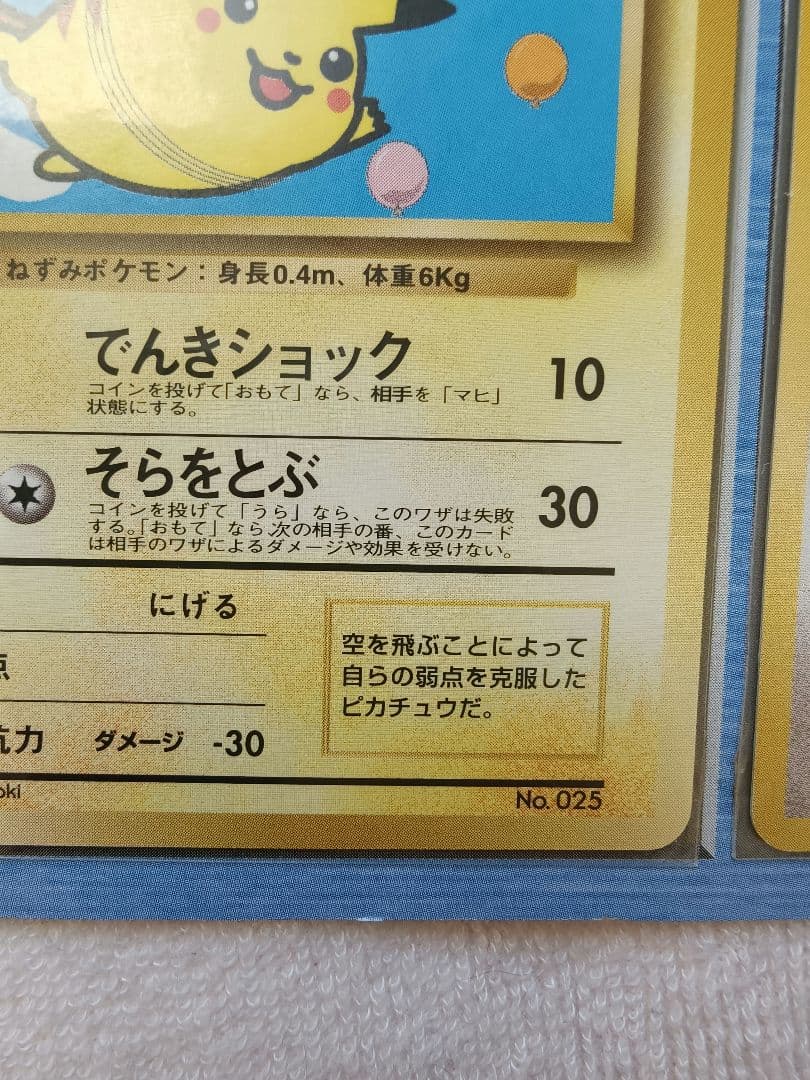 ねずみポケモン：身長0.4m、体重6Kg
でんきショック 10
コインを投げて「おもて」なら、相手を「マヒ」
状態にする。
そらをとぶ 30
コインを投げて「うら」なら、このワザは失敗
する。「おもて」なら、次の相手の番、このカード
は相手のワザによるダメージや効果を受けない。
にげる
点
抗力 ダメージ -30
空を飛ぶことによって
自らの弱点を克服した
ピカチュウだ。
oki
No. 025